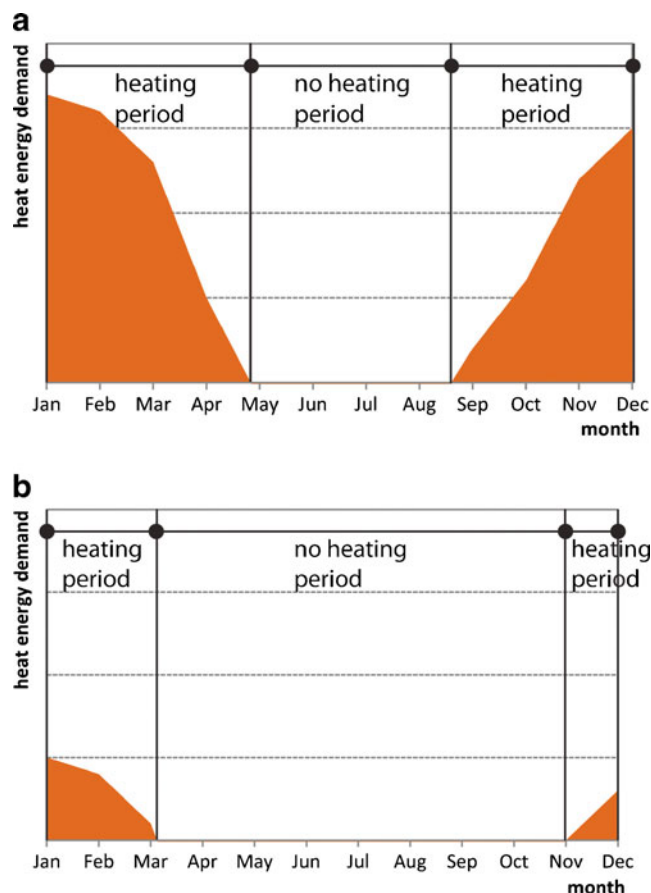 a
heat energy demand
heating period
no heating period
heating period
Jan Feb Mar Apr May Jun Jul Aug Sep Oct Nov Dec
month
b
heat energy demand
heating period
no heating period
heating period
Jan Feb Mar Apr May Jun Jul Aug Sep Oct Nov Dec
month